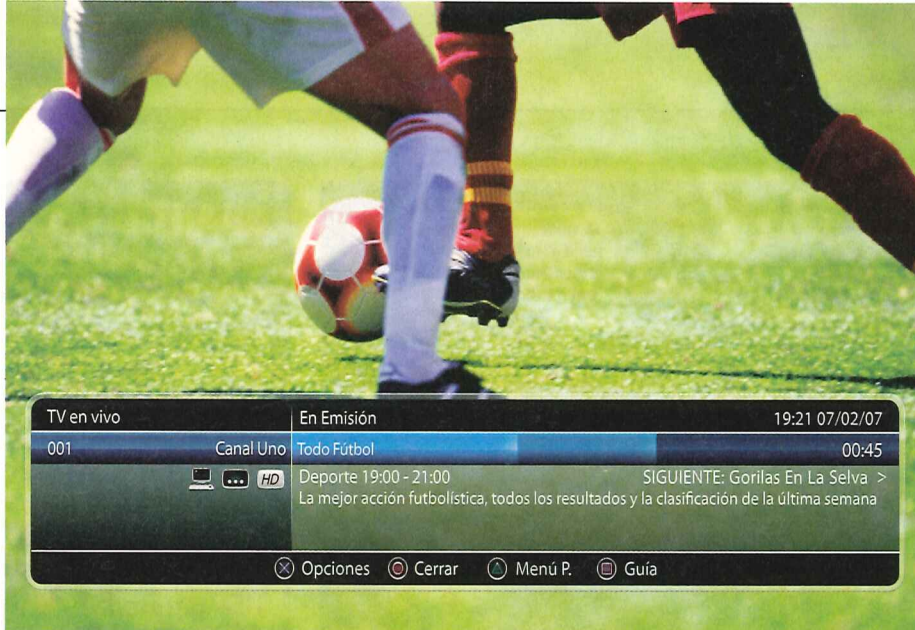 TV en vivo En Emisión 19:21 07/02/07
001 Canal Uno Todo Fútbol 00:45
HD Deporte 19:00 - 21:00 SIGUIENTE: Gorilas En La Selva >
La mejor acción futbolística, todos los resultados y la clasificación de la última semana
Opciones Cerrar Menú P. Guía